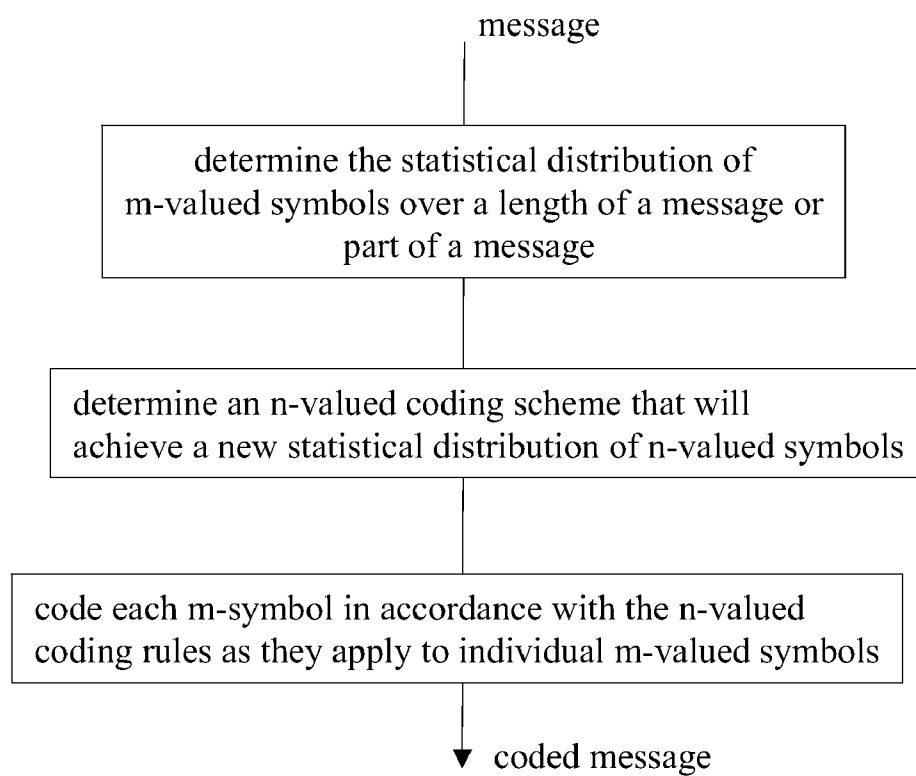 message
determine the statistical distribution of
m-valued symbols over a length of a message or
part of a message
determine an n-valued coding scheme that will
achieve a new statistical distribution of n-valued symbols
code each m-symbol in accordance with the n-valued
coding rules as they apply to individual m-valued symbols
coded message